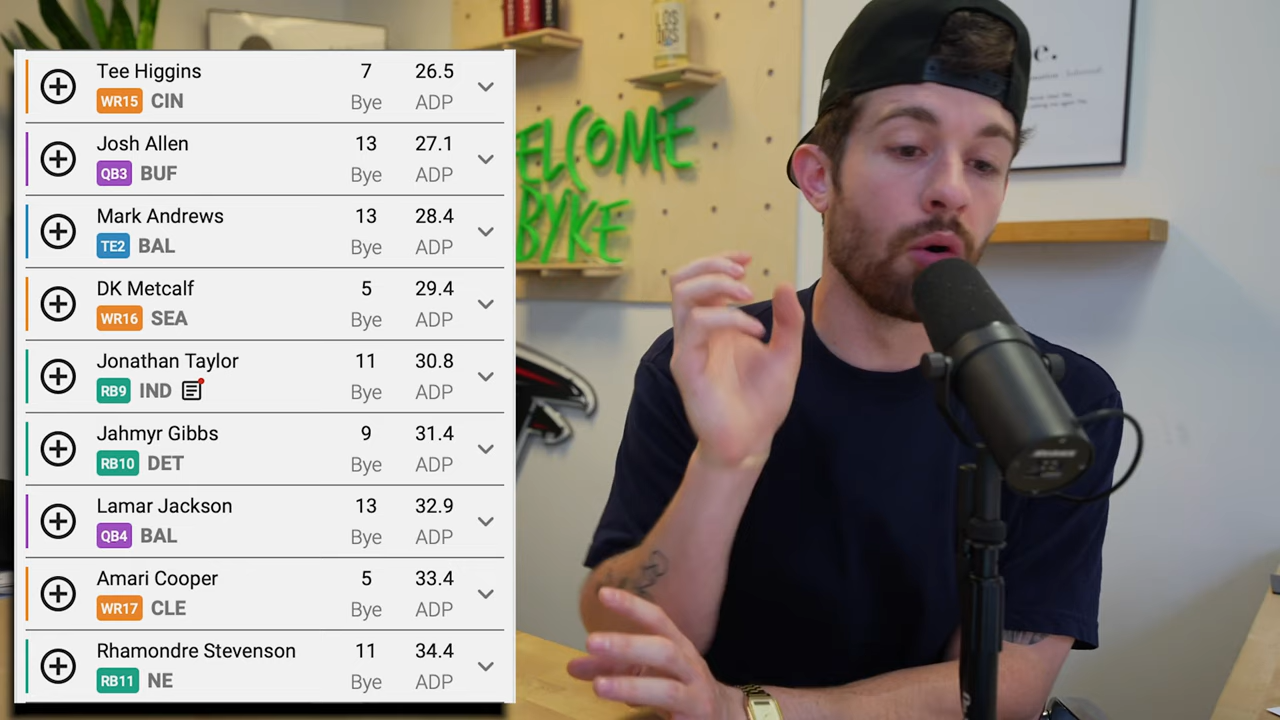 Tee Higgins 7 26.5
WR15 CIN Bye ADP
Josh Allen 13 27.1
QB3 BUF Bye ADP
Mark Andrews 13 28.4
TE2 BAL Bye ADP
DK Metcalf 5 29.4
WR16 SEA Bye ADP
Jonathan Taylor 11 30.8
RB9 IND Bye ADP
Jahmyr Gibbs 9 31.4
RB10 DET Bye ADP
Lamar Jackson 13 32.9
QB4 BAL Bye ADP
Amari Cooper 5 33.4
WR17 CLE Bye ADP
Rhamondre Stevenson 11 34.4
RB11 NE Bye ADP
ELCOME
BYKE